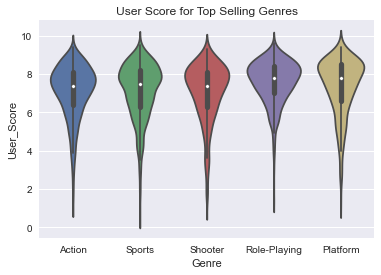 User Score for Top Selling Genres
User_Score
10
8
6
4
2
0
Action Sports Shooter Role-Playing Platform
Genre